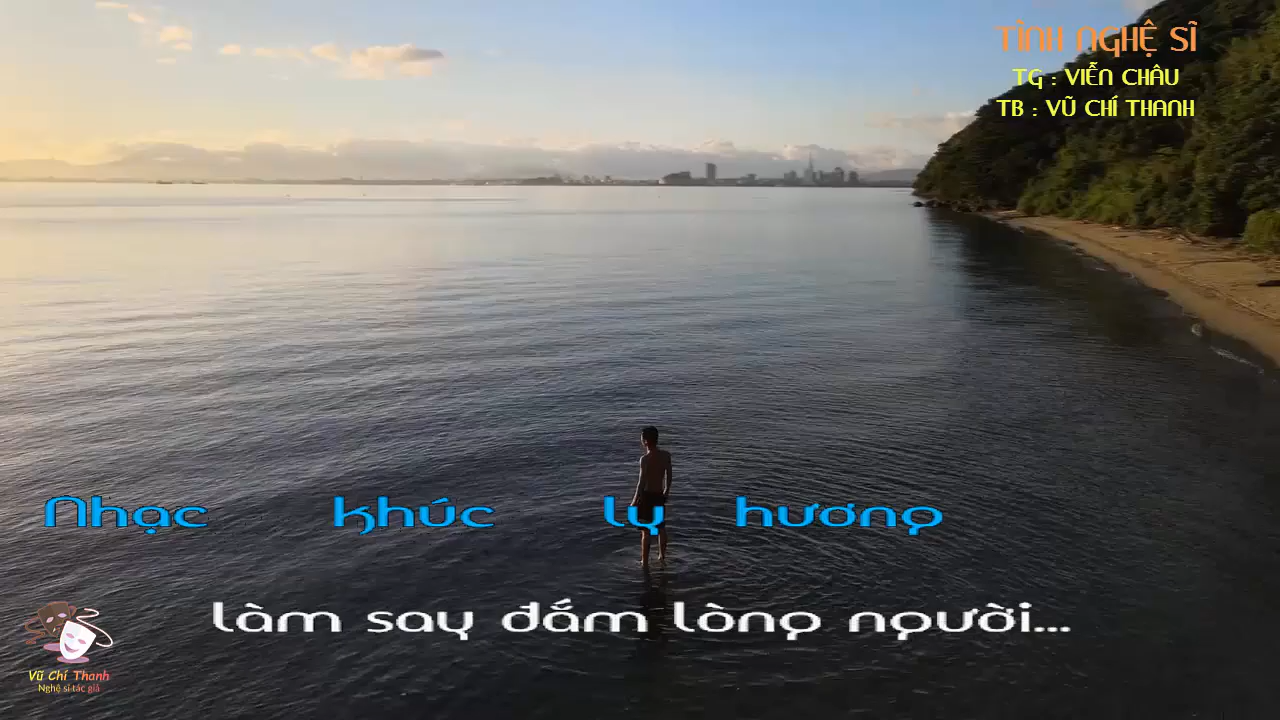 TÌNH NGHỆ SĨ
TG : VIỄN CHÂU
TB : VŨ CHÍ THANH
Nhạc khúc ly hương
làm say đắm lòng người...
Vũ Chí Thanh
Nghệ sĩ tác giả